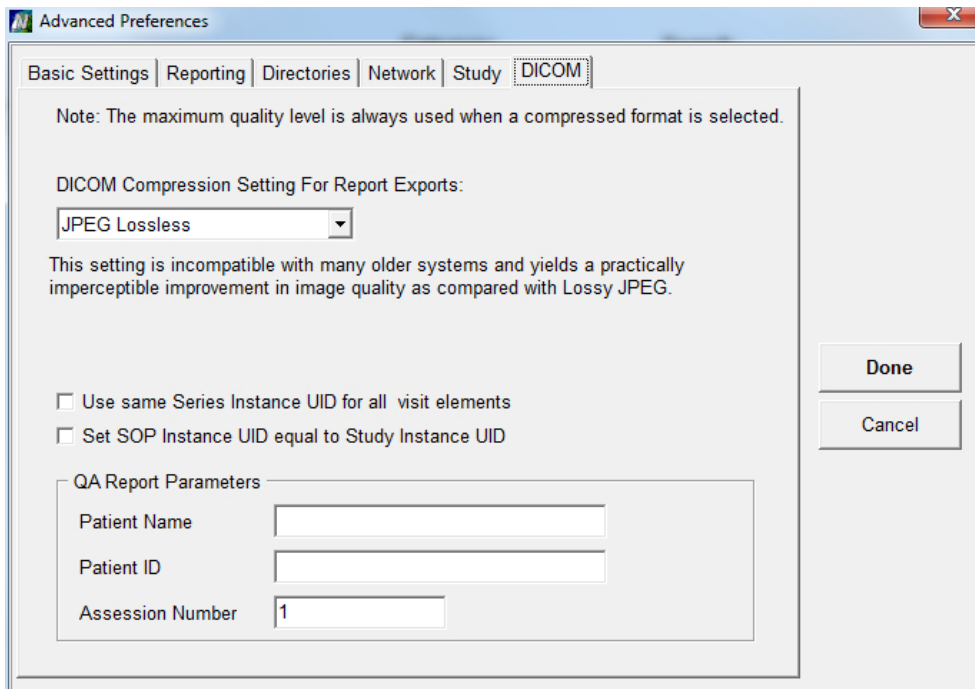 Advanced Preferences
Basic Settings Reporting Directories Network Study DICOM
Note: The maximum quality level is always used when a compressed format is selected.
DICOM Compression Setting For Report Exports:
JPEG Lossless
This setting is incompatible with many older systems and yields a practically
imperceptible improvement in image quality as compared with Lossy JPEG.
Done
Use same Series Instance UID for all visit elements
Cancel
Set SOP Instance UID equal to Study Instance UID
QA Report Parameters
Patient Name
Patient ID
Assession Number 1